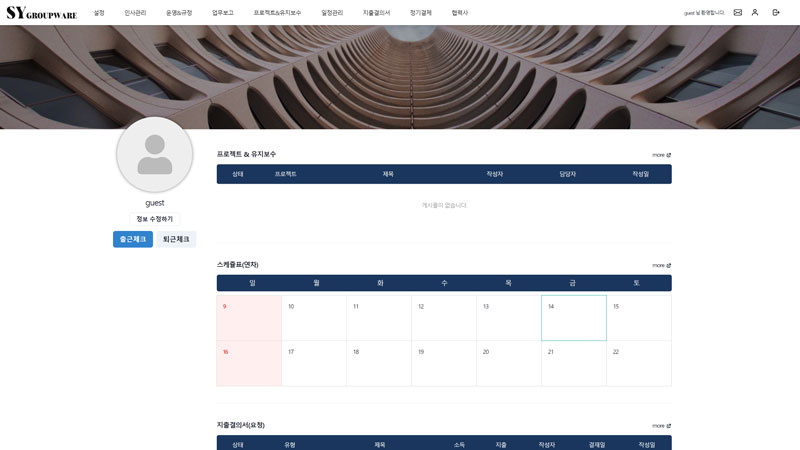 SY GROUPWARE
설정 인사관리 운영&규정 업무보고 프로젝트&유지보수 일정관리 지출결의서 정기결제 협력사
guest 님 환영합니다.
guest
정보 수정하기
출근체크 퇴근체크
프로젝트 & 유지보수 more
상태 프로젝트 제목 작성자 담당자 작성일
게시물이 없습니다.
스케줄표(연차) more
일 월 화 수 목 금 토
9 10 11 12 13 14 15
16 17 18 19 20 21 22
지출결의서(요청) more
상태 유형 제목 소득 지출 작성자 결재일 작성일